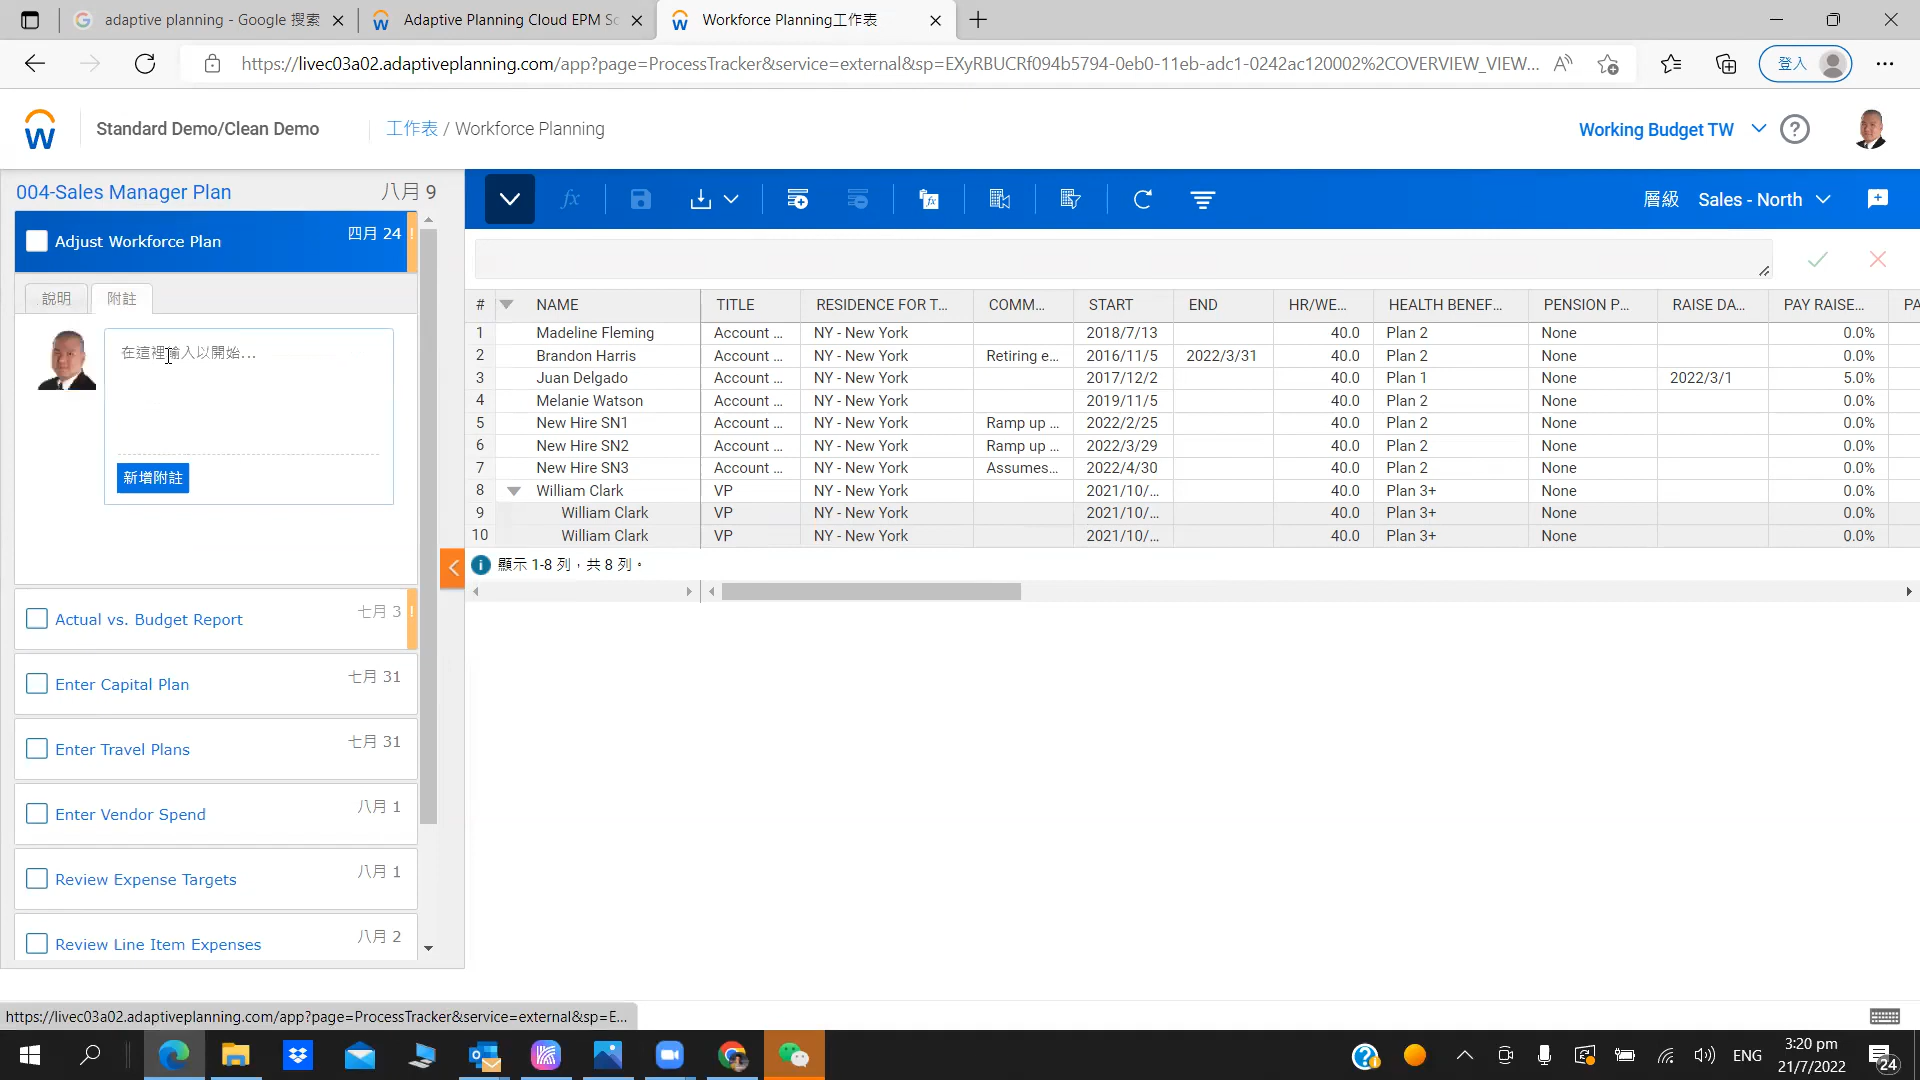 adaptive planning - Google 搜索
Adaptive Planning Cloud EPM Sc
Workforce Planning工作表
https://livec03a02.adaptiveplanning.com/app?page=ProcessTracker&service=external&sp=EXyRBUCRf094b5794-0eb0-11eb-adc1-0242ac120002%2COVERVIEW_VIEW...
登入
Standard Demo/Clean Demo
工作表 / Workforce Planning
Working Budget TW
004-Sales Manager Plan 八月 9
層級 Sales - North
Adjust Workforce Plan 四月 24
說明 附註
在這裡輸入以開始...
新增附註
# NAME TITLE RESIDENCE FOR T... COMM... START END HR/WE... HEALTH BENEF... PENSION P... RAISE DA... PAY RAISE... PA
1 Madeline Fleming Account ... NY - New York 2018/7/13 40.0 Plan 2 None 0.0%
2 Brandon Harris Account ... NY - New York Retiring e... 2016/11/5 2022/3/31 40.0 Plan 2 None 0.0%
3 Juan Delgado Account ... NY - New York 2017/12/2 40.0 Plan 1 None 2022/3/1 5.0%
4 Melanie Watson Account ... NY - New York 2019/11/5 40.0 Plan 2 None 0.0%
5 New Hire SN1 Account ... NY - New York Ramp up ... 2022/2/25 40.0 Plan 2 None 0.0%
6 New Hire SN2 Account ... NY - New York Ramp up ... 2022/3/29 40.0 Plan 2 None 0.0%
7 New Hire SN3 Account ... NY - New York Assumes... 2022/4/30 40.0 Plan 2 None 0.0%
8 William Clark VP NY - New York 2021/10/... 40.0 Plan 3+ None 0.0%
9 William Clark VP NY - New York 2021/10/... 40.0 Plan 3+ None 0.0%
10 William Clark VP NY - New York 2021/10/... 40.0 Plan 3+ None 0.0%
顯示 1-8 列，共 8 列。
Actual vs. Budget Report 七月 3
Enter Capital Plan 七月 31
Enter Travel Plans 七月 31
Enter Vendor Spend 八月 1
Review Expense Targets 八月 1
Review Line Item Expenses 八月 2
https://livec03a02.adaptiveplanning.com/app?page=ProcessTracker&service=external&sp=E...
ENG
3:20 pm
21/7/2022
24